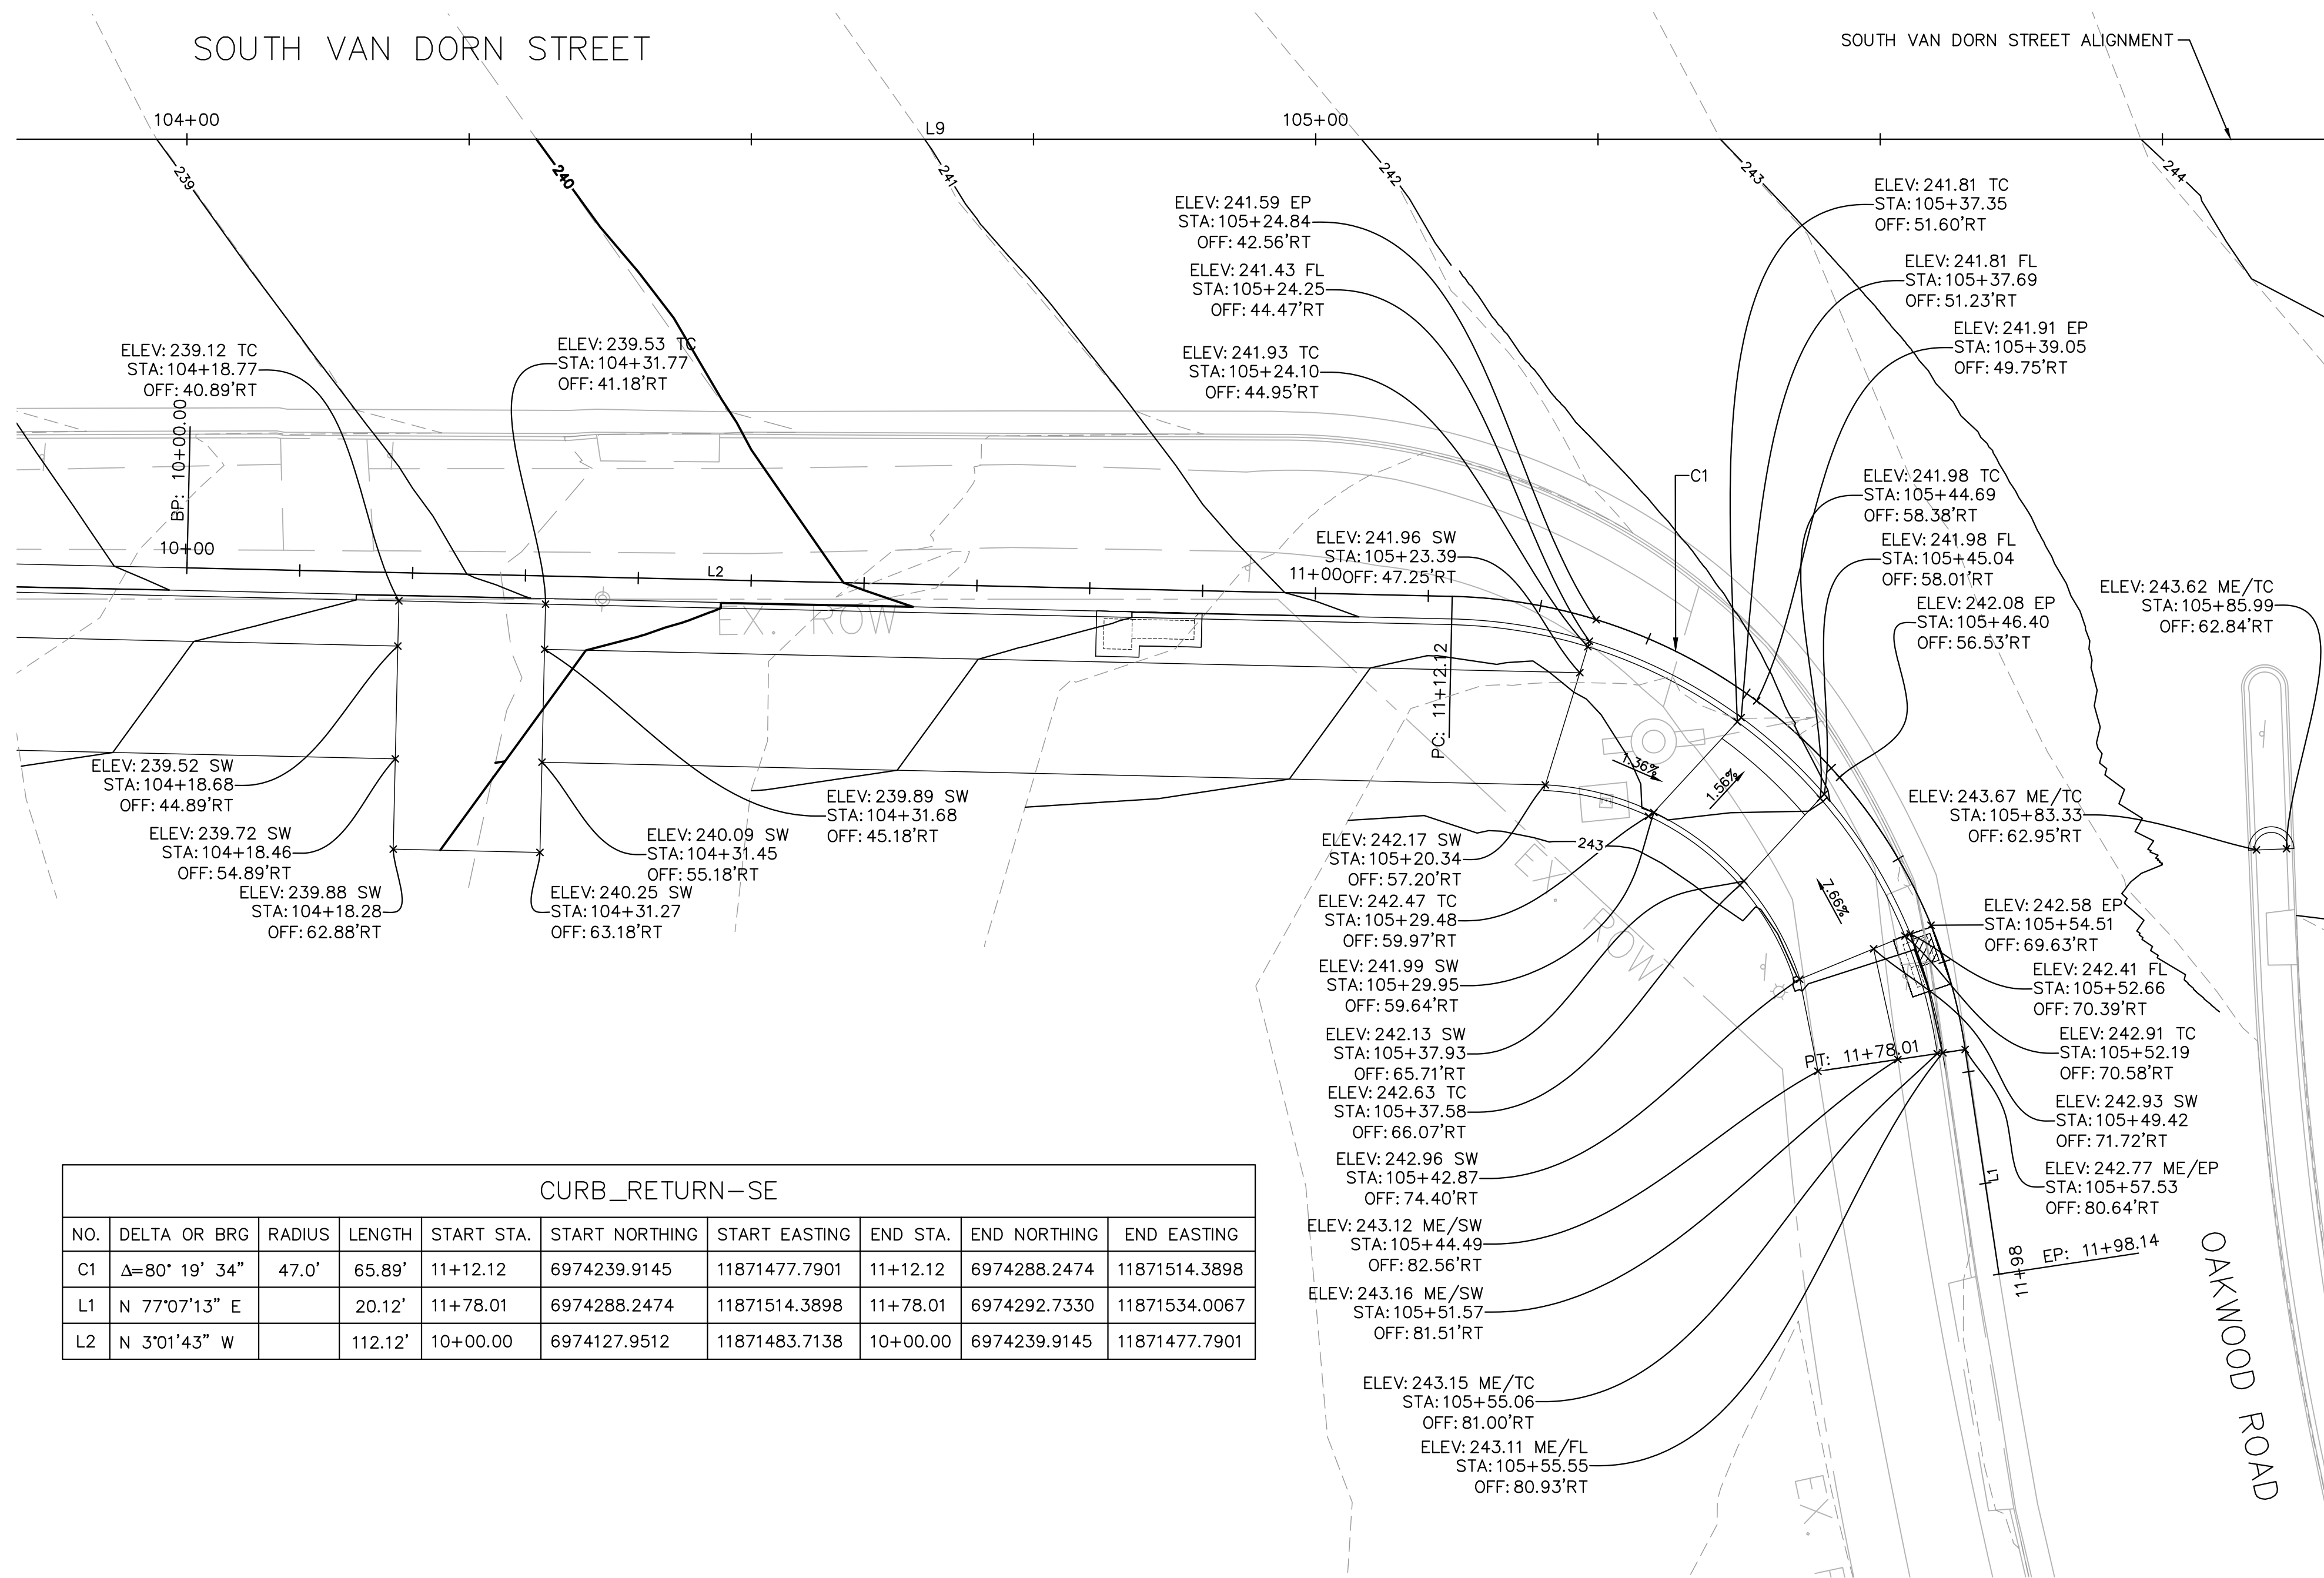 SOUTH VAN DORN STREET
SOUTH VAN DORN STREET ALIGNMENT
104+00
L9
105+00
239
240
241
242
243
244
ELEV: 241.59 EP
STA: 105+24.84
OFF: 42.56'RT
ELEV: 241.43 FL
STA: 105+24.25
OFF: 44.47'RT
ELEV: 241.93 TC
STA: 105+24.10
OFF: 44.95'RT
ELEV: 241.81 TC
STA: 105+37.35
OFF: 51.60'RT
ELEV: 241.81 FL
STA: 105+37.69
OFF: 51.23'RT
ELEV: 241.91 EP
STA: 105+39.05
OFF: 49.75'RT
ELEV: 239.12 TC
STA: 104+18.77
OFF: 40.89'RT
ELEV: 239.53 TC
STA: 104+31.77
OFF: 41.18'RT
BP: 10+00.00
10+00
L2
11+00
C1
ELEV: 241.98 TC
STA: 105+44.69
OFF: 58.38'RT
ELEV: 241.96 SW
STA: 105+23.39
OFF: 47.25'RT
ELEV: 241.98 FL
STA: 105+45.04
OFF: 58.01'RT
ELEV: 242.08 EP
STA: 105+46.40
OFF: 56.53'RT
ELEV: 243.62 ME/TC
STA: 105+85.99
OFF: 62.84'RT
EX. ROW
PC: 11+12.12
1.36%
1.56%
7.66%
ELEV: 239.52 SW
STA: 104+18.68
OFF: 44.89'RT
ELEV: 239.72 SW
STA: 104+18.46
OFF: 54.89'RT
ELEV: 239.88 SW
STA: 104+18.28
OFF: 62.88'RT
ELEV: 239.89 SW
STA: 104+31.68
OFF: 45.18'RT
ELEV: 240.09 SW
STA: 104+31.45
OFF: 55.18'RT
ELEV: 240.25 SW
STA: 104+31.27
OFF: 63.18'RT
ELEV: 243.67 ME/TC
STA: 105+83.33
OFF: 62.95'RT
243
EX. ROW
ELEV: 242.17 SW
STA: 105+20.34
OFF: 57.20'RT
ELEV: 242.47 TC
STA: 105+29.48
OFF: 59.97'RT
ELEV: 241.99 SW
STA: 105+29.95
OFF: 59.64'RT
ELEV: 242.13 SW
STA: 105+37.93
OFF: 65.71'RT
ELEV: 242.63 TC
STA: 105+37.58
OFF: 66.07'RT
ELEV: 242.96 SW
STA: 105+42.87
OFF: 74.40'RT
ELEV: 243.12 ME/SW
STA: 105+44.49
OFF: 82.56'RT
ELEV: 243.16 ME/SW
STA: 105+51.57
OFF: 81.51'RT
ELEV: 243.15 ME/TC
STA: 105+55.06
OFF: 81.00'RT
ELEV: 243.11 ME/FL
STA: 105+55.55
OFF: 80.93'RT
ELEV: 242.58 EP
STA: 105+54.51
OFF: 69.63'RT
ELEV: 242.41 FL
STA: 105+52.66
OFF: 70.39'RT
ELEV: 242.91 TC
STA: 105+52.19
OFF: 70.58'RT
ELEV: 242.93 SW
STA: 105+49.42
OFF: 71.72'RT
ELEV: 242.77 ME/EP
STA: 105+57.53
OFF: 80.64'RT
PT: 11+78.01
L1
EP: 11+98.14
11+98
OAKWOOD ROAD
EX.
CURB_RETURN-SE
NO. DELTA OR BRG RADIUS LENGTH START STA. START NORTHING START EASTING END STA. END NORTHING END EASTING
C1 Δ=80° 19' 34" 47.0' 65.89' 11+12.12 6974239.9145 11871477.7901 11+12.12 6974288.2474 11871514.3898
L1 N 77°07'13" E 20.12' 11+78.01 6974288.2474 11871514.3898 11+78.01 6974292.7330 11871534.0067
L2 N 3°01'43" W 112.12' 10+00.00 6974127.9512 11871483.7138 10+00.00 6974239.9145 11871477.7901